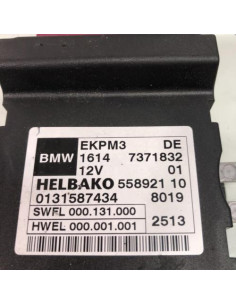 EKPM3 DE
BMW 1614 7371832
12V 01
HELBAKO 558921 10
0131587434 8019
SWFL 000.131.000
HWEL 000.001.001 2513